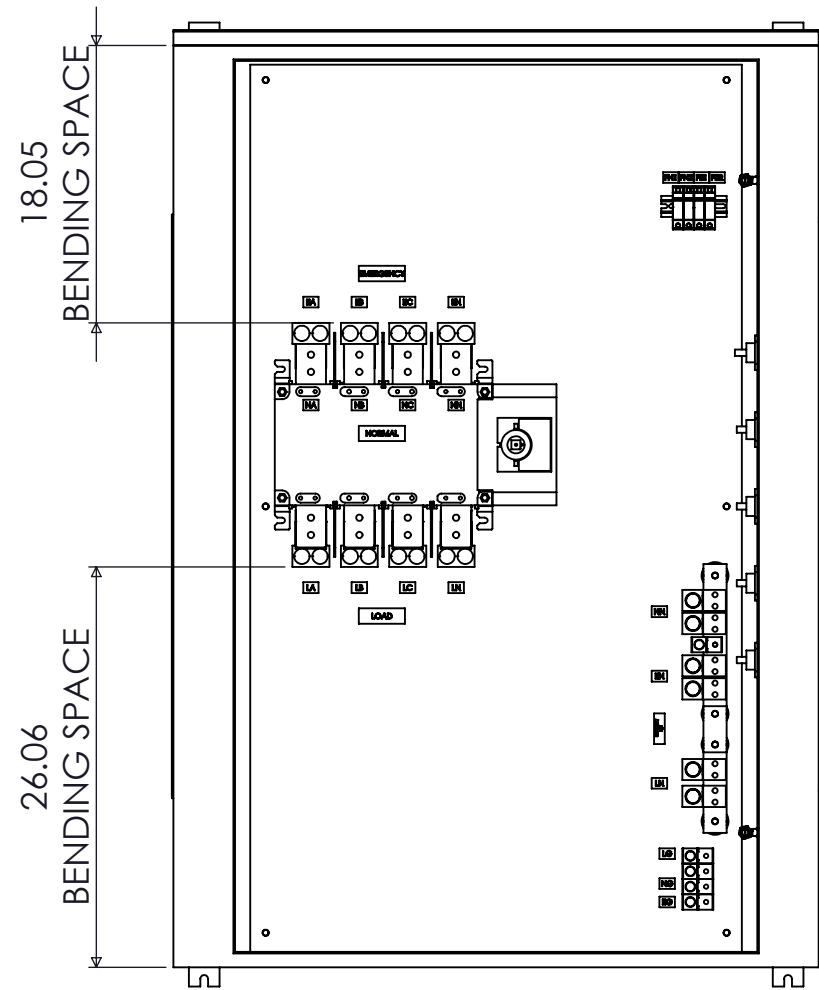 18.05
BENDING SPACE
EMERGENCY
EA EB EC EN
NA NB NC NN
NORMAL
LA LB LC LN
LOAD
26.06
BENDING SPACE
NN
EN
LN
LG
NG
EG